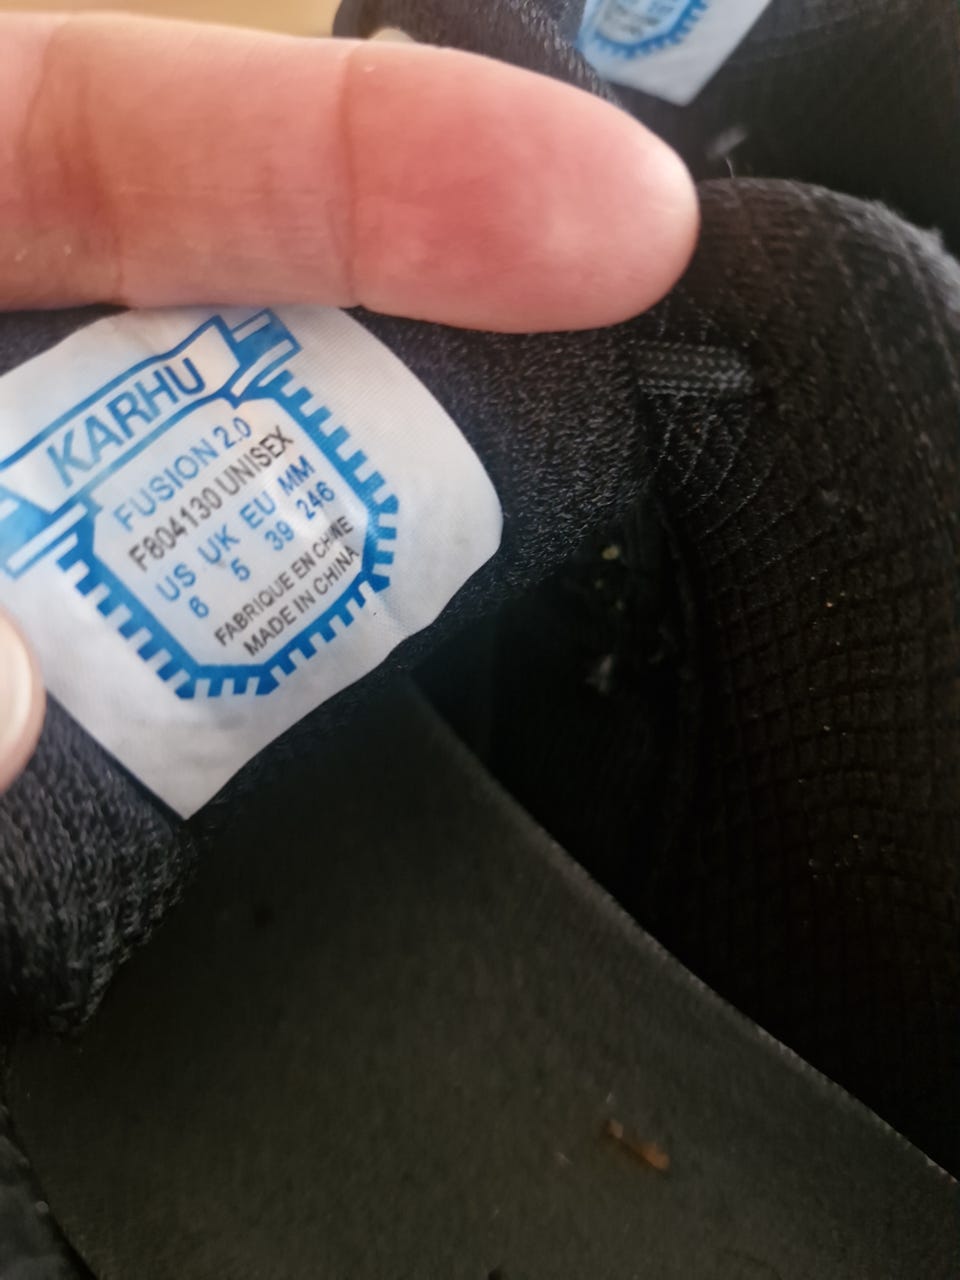 KARHU
FUSION 2.0
F804130 UNISEX
US UK EU MM
6 5 39 246
FABRIQUE EN CHINE
MADE IN CHINA